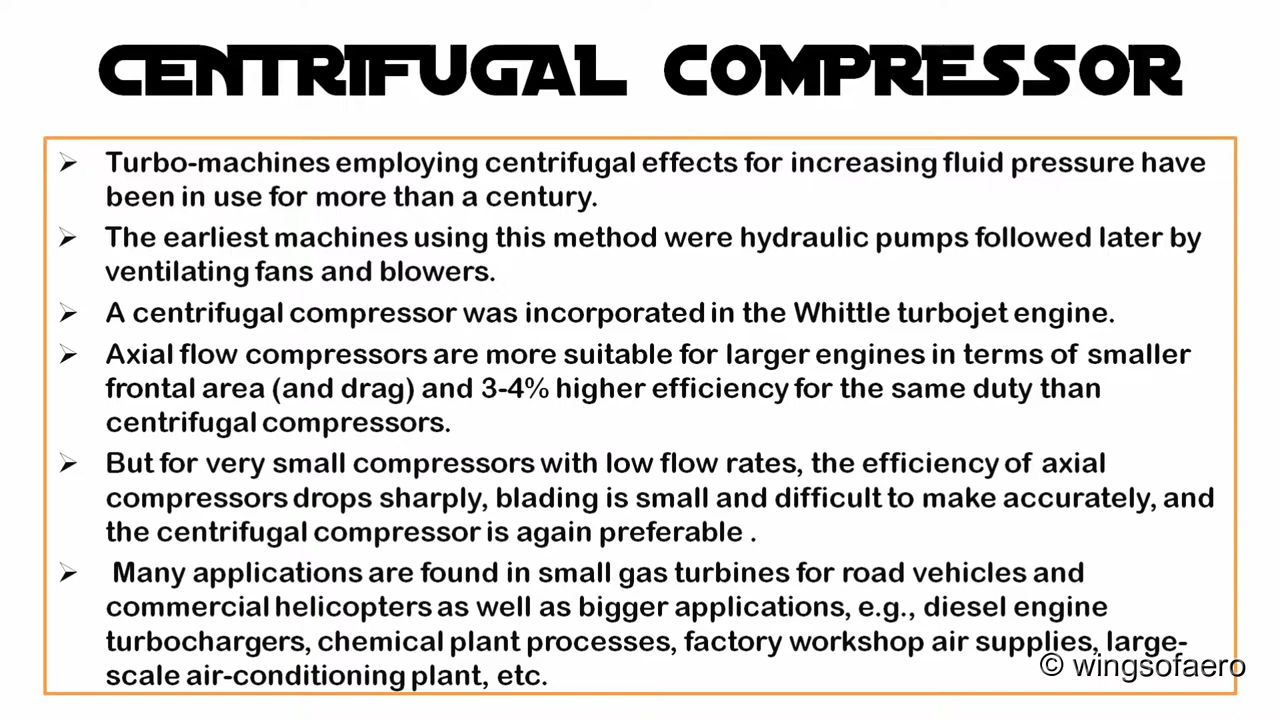 CENTRIFUGAL COMPRESSOR
➢ Turbo-machines employing centrifugal effects for increasing fluid pressure have
been in use for more than a century.
➢ The earliest machines using this method were hydraulic pumps followed later by
ventilating fans and blowers.
➢ A centrifugal compressor was incorporated in the Whittle turbojet engine.
➢ Axial flow compressors are more suitable for larger engines in terms of smaller
frontal area (and drag) and 3-4% higher efficiency for the same duty than
centrifugal compressors.
➢ But for very small compressors with low flow rates, the efficiency of axial
compressors drops sharply, blading is small and difficult to make accurately, and
the centrifugal compressor is again preferable .
➢ Many applications are found in small gas turbines for road vehicles and
commercial helicopters as well as bigger applications, e.g., diesel engine
turbochargers, chemical plant processes, factory workshop air supplies, large-
scale air-conditioning plant, etc.
© wingsofaero